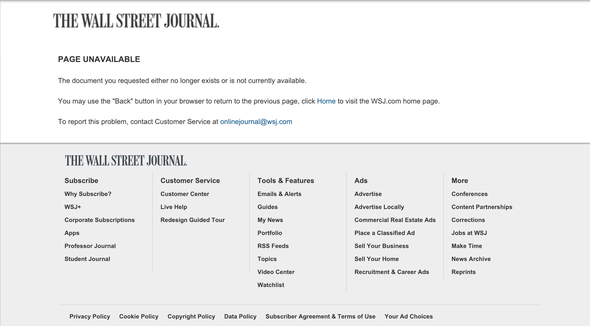 THE WALL STREET JOURNAL.
PAGE UNAVAILABLE
The document you requested either no longer exists or is not currently available.
You may use the "Back" button in your browser to return to the previous page, click Home to visit the WSJ.com home page.
To report this problem, contact Customer Service at onlinejournal@wsj.com
THE WALL STREET JOURNAL.
Subscribe
Why Subscribe?
WSJ+
Corporate Subscriptions
Apps
Professor Journal
Student Journal
Customer Service
Customer Center
Live Help
Redesign Guided Tour
Tools & Features
Emails & Alerts
Guides
My News
Portfolio
RSS Feeds
Topics
Video Center
Watchlist
Ads
Advertise
Advertise Locally
Commercial Real Estate Ads
Place a Classified Ad
Sell Your Business
Sell Your Home
Recruitment & Career Ads
More
Conferences
Content Partnerships
Corrections
Jobs at WSJ
Make Time
News Archive
Reprints
Privacy Policy Cookie Policy Copyright Policy Data Policy Subscriber Agreement & Terms of Use Your Ad Choices